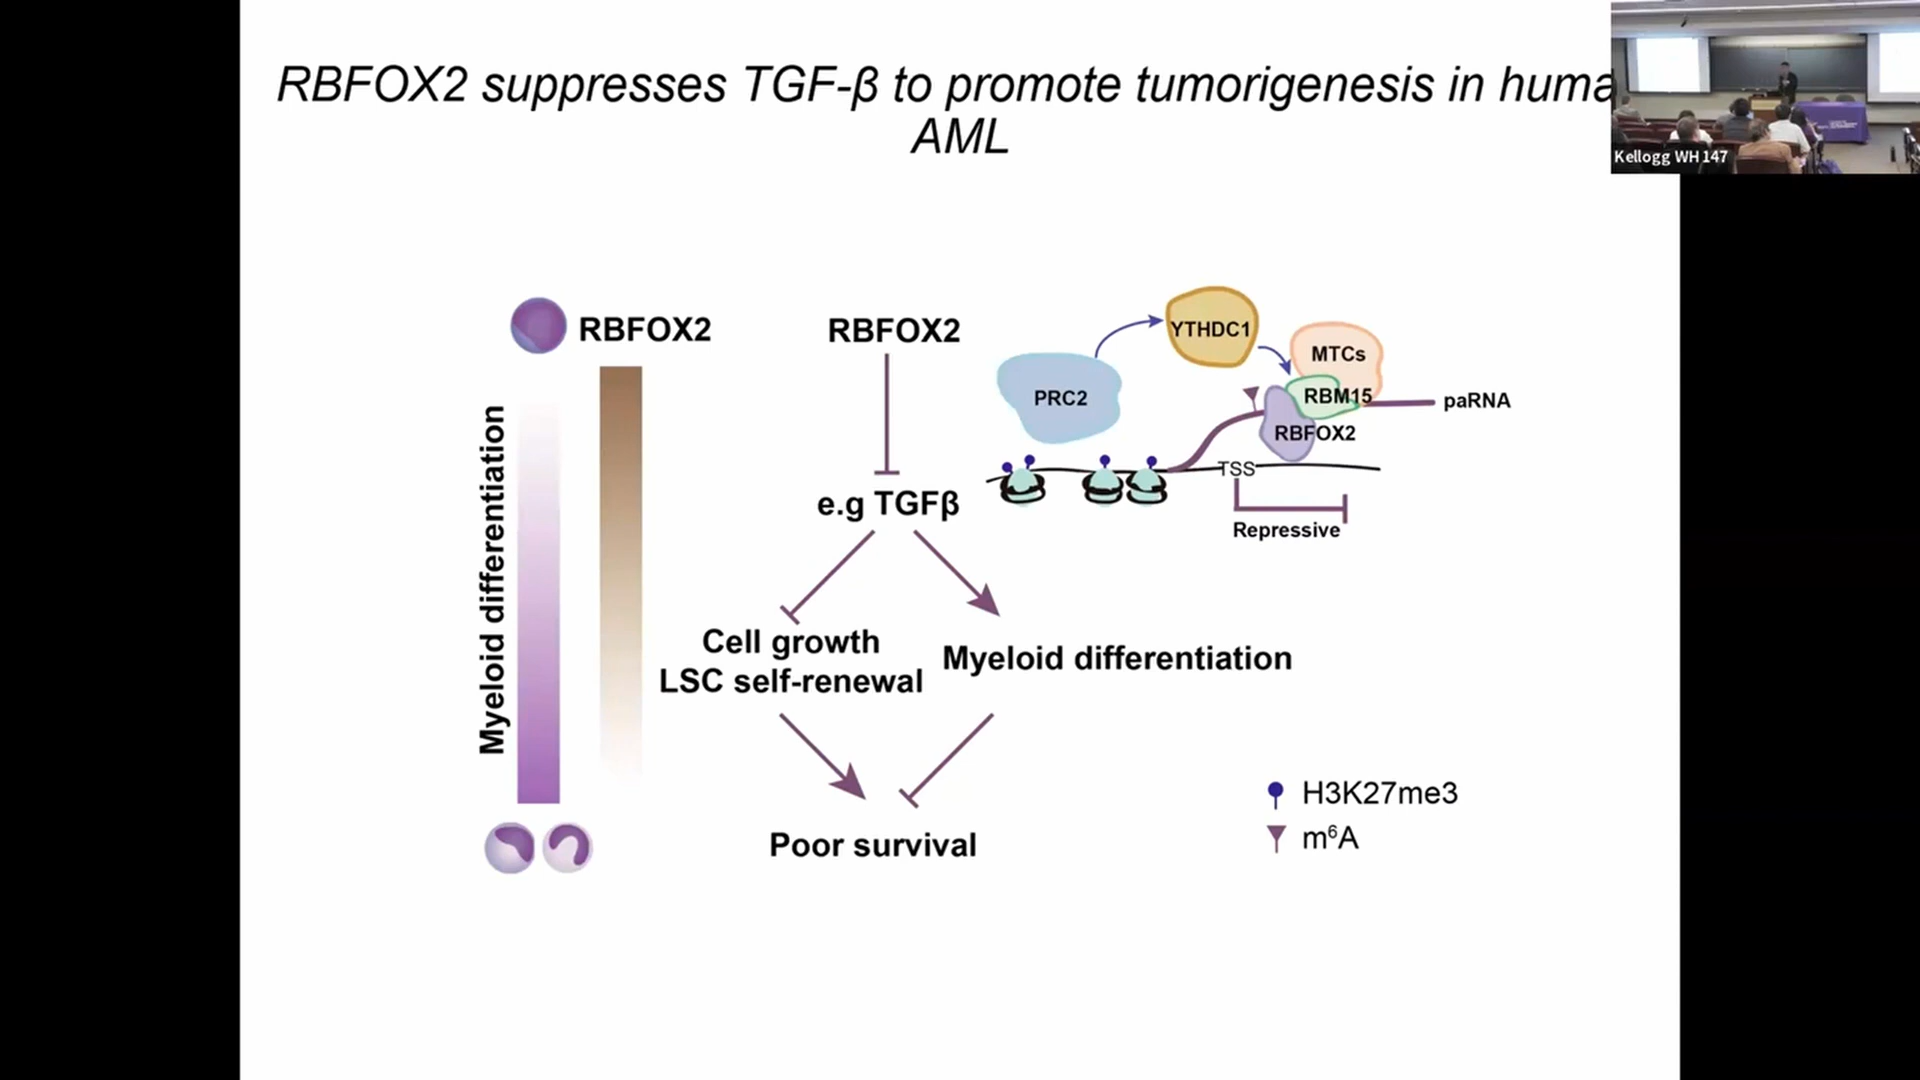 RBFOX2 suppresses TGF-β to promote tumorigenesis in huma
AML
Kellogg WH 147
RBFOX2
Myeloid differentiation
RBFOX2
e.g TGFβ
Cell growth
LSC self-renewal
Myeloid differentiation
Poor survival
PRC2
YTHDC1
MTCs
RBM15
RBFOX2
paRNA
TSS
Repressive
H3K27me3
m⁶A